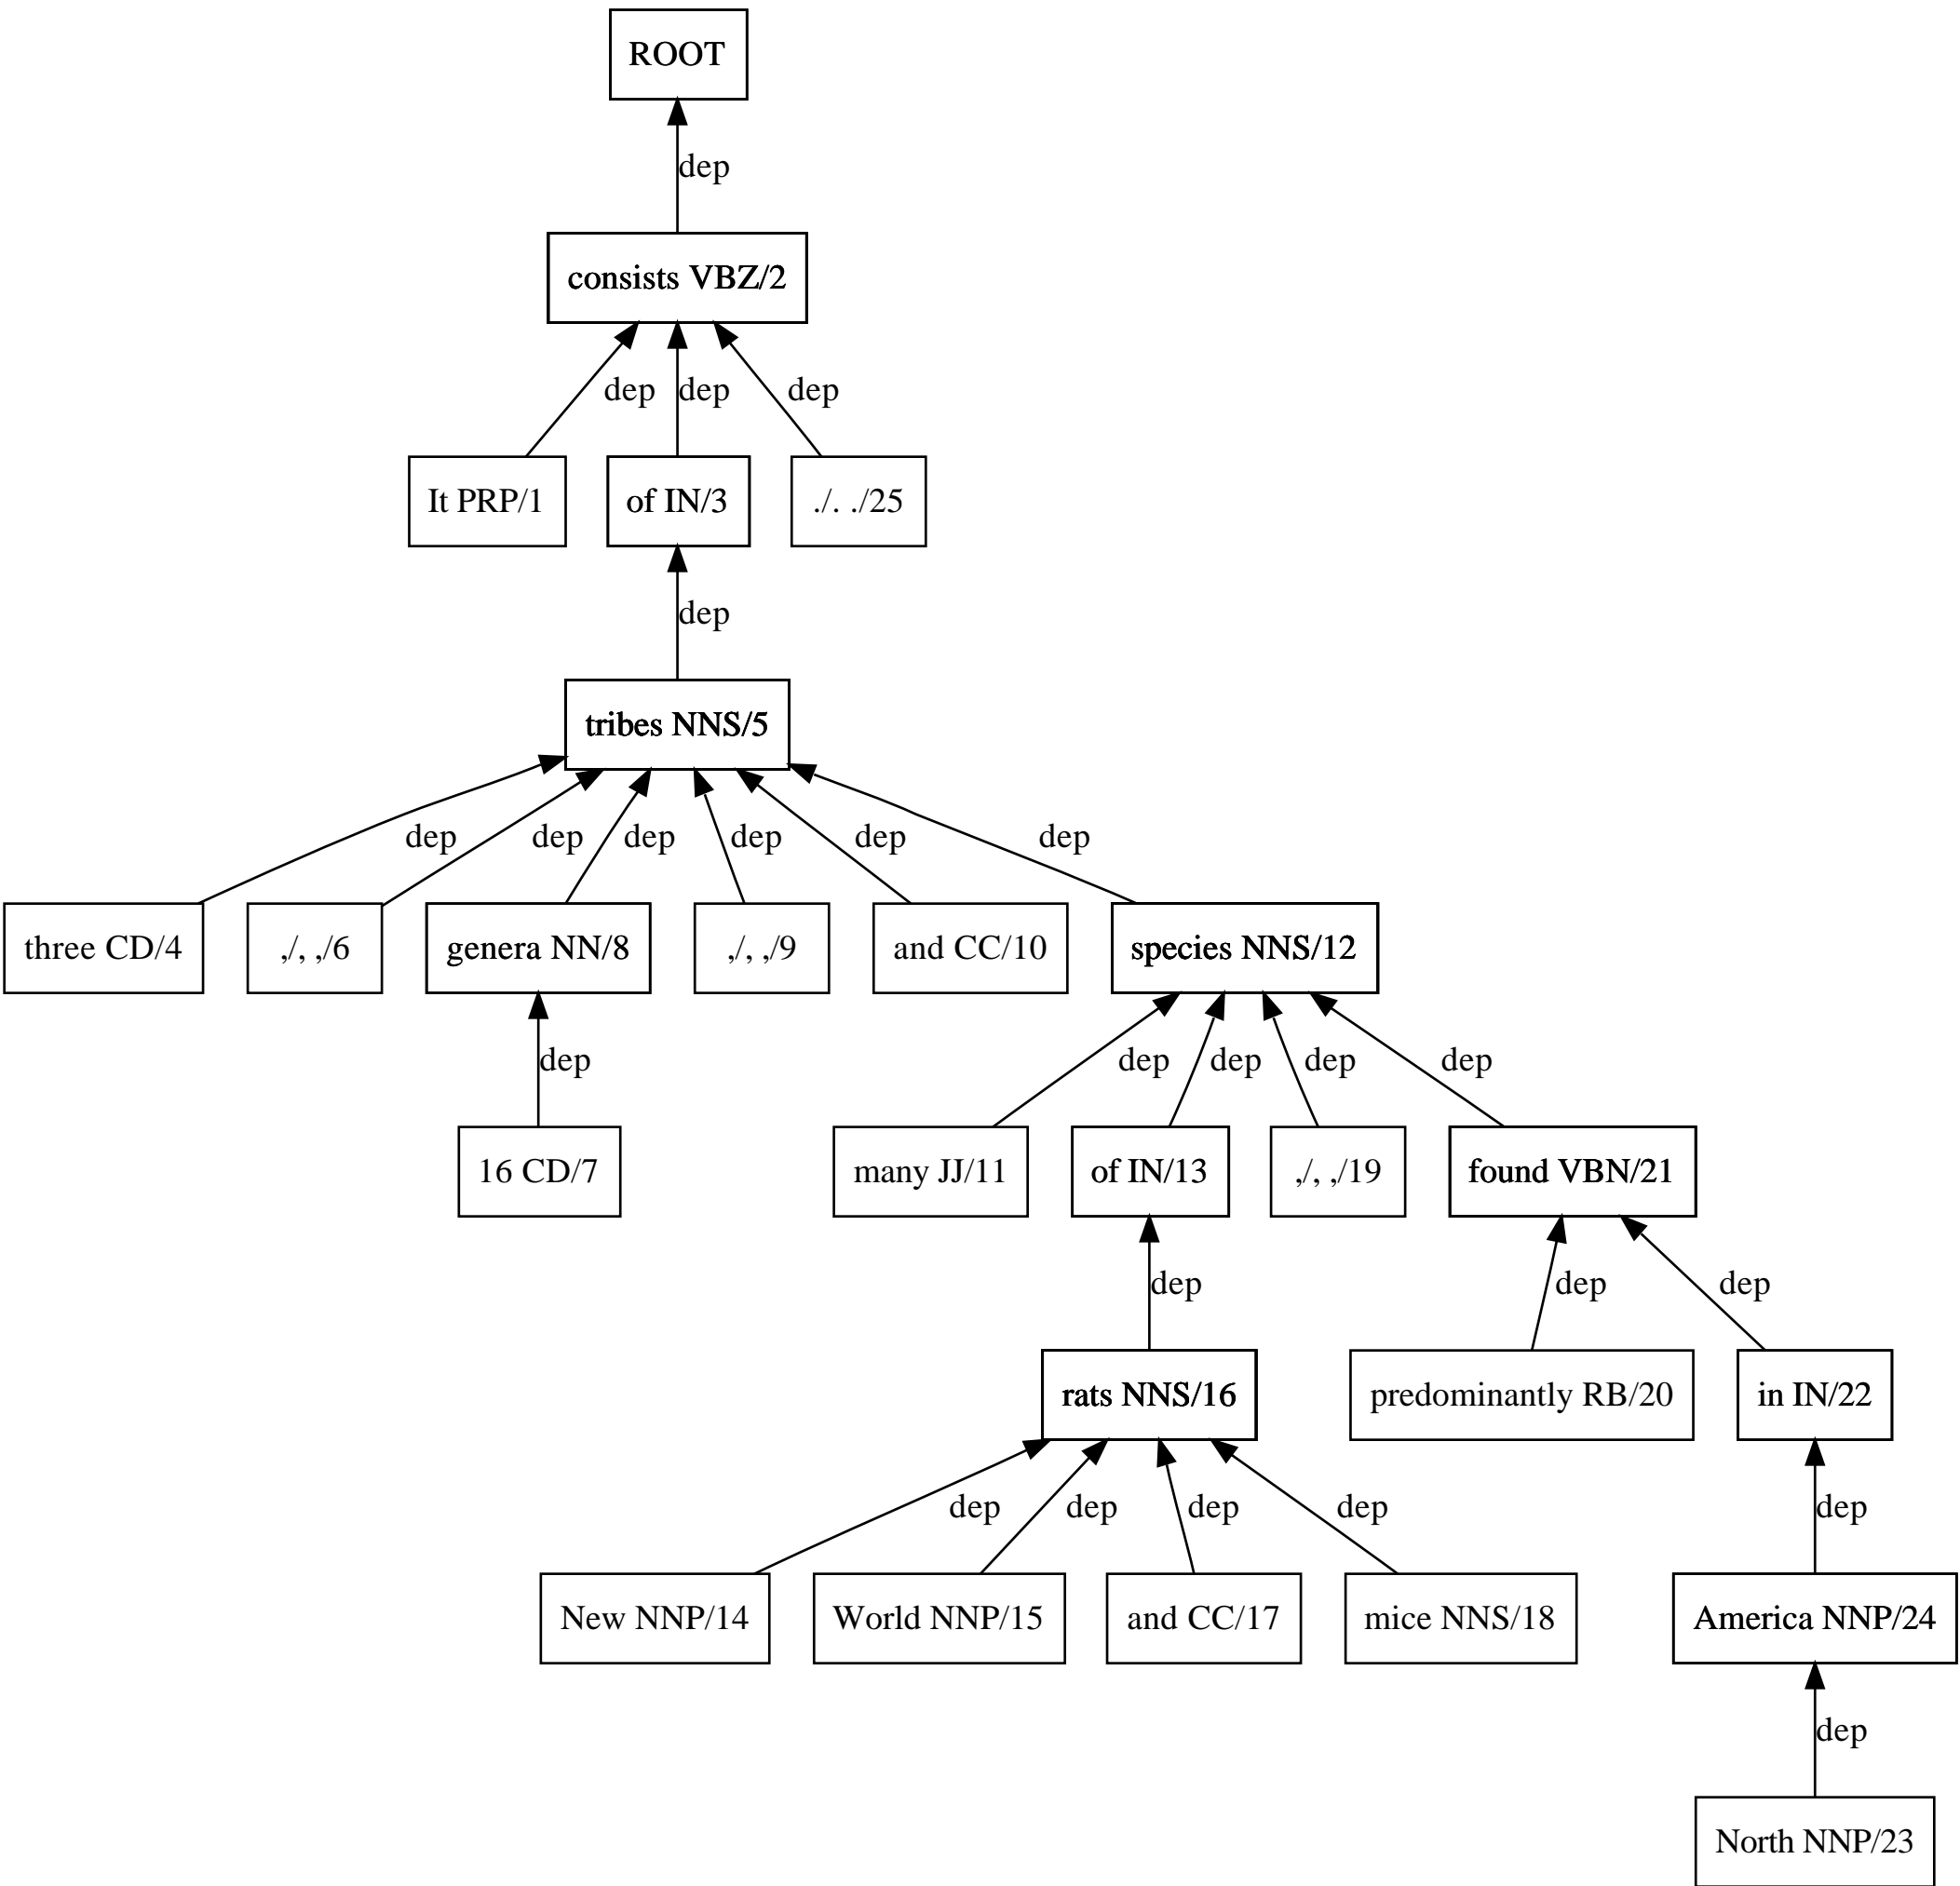 ROOT
dep
consists VBZ/2
dep dep dep
It PRP/1 of IN/3 ./. ./25
dep
tribes NNS/5
dep dep dep dep dep dep
three CD/4 ,/, ,/6 genera NN/8 ,/, ,/9 and CC/10 species NNS/12
dep dep dep dep dep
16 CD/7 many JJ/11 of IN/13 ,/, ,/19 found VBN/21
dep dep dep
rats NNS/16 predominantly RB/20 in IN/22
dep dep dep dep dep
New NNP/14 World NNP/15 and CC/17 mice NNS/18 America NNP/24
dep
North NNP/23